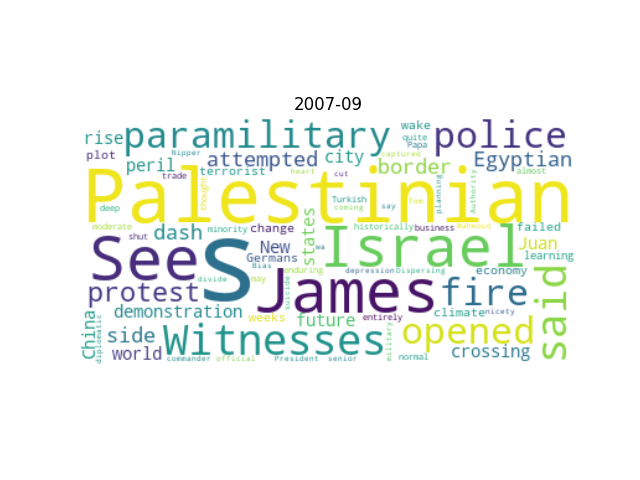 2007-09
rise paramilitary wake quite Papa police
plot Nipper peril attempted terrorist city captured border Egyptian
trade cut heart almost
Palestinian
deep thought Turkish coming say tom planning Authority
moderate dash minority change New states historically business failed
shut Germans Juan
See S Bias Israel learning
divide may enduring suicide depression Dispersing economy
protest James fire said
China demonstration weeks future entirely climate nicety
diplomatic side Witnesses military opened
world crossing
commander official President senior normal